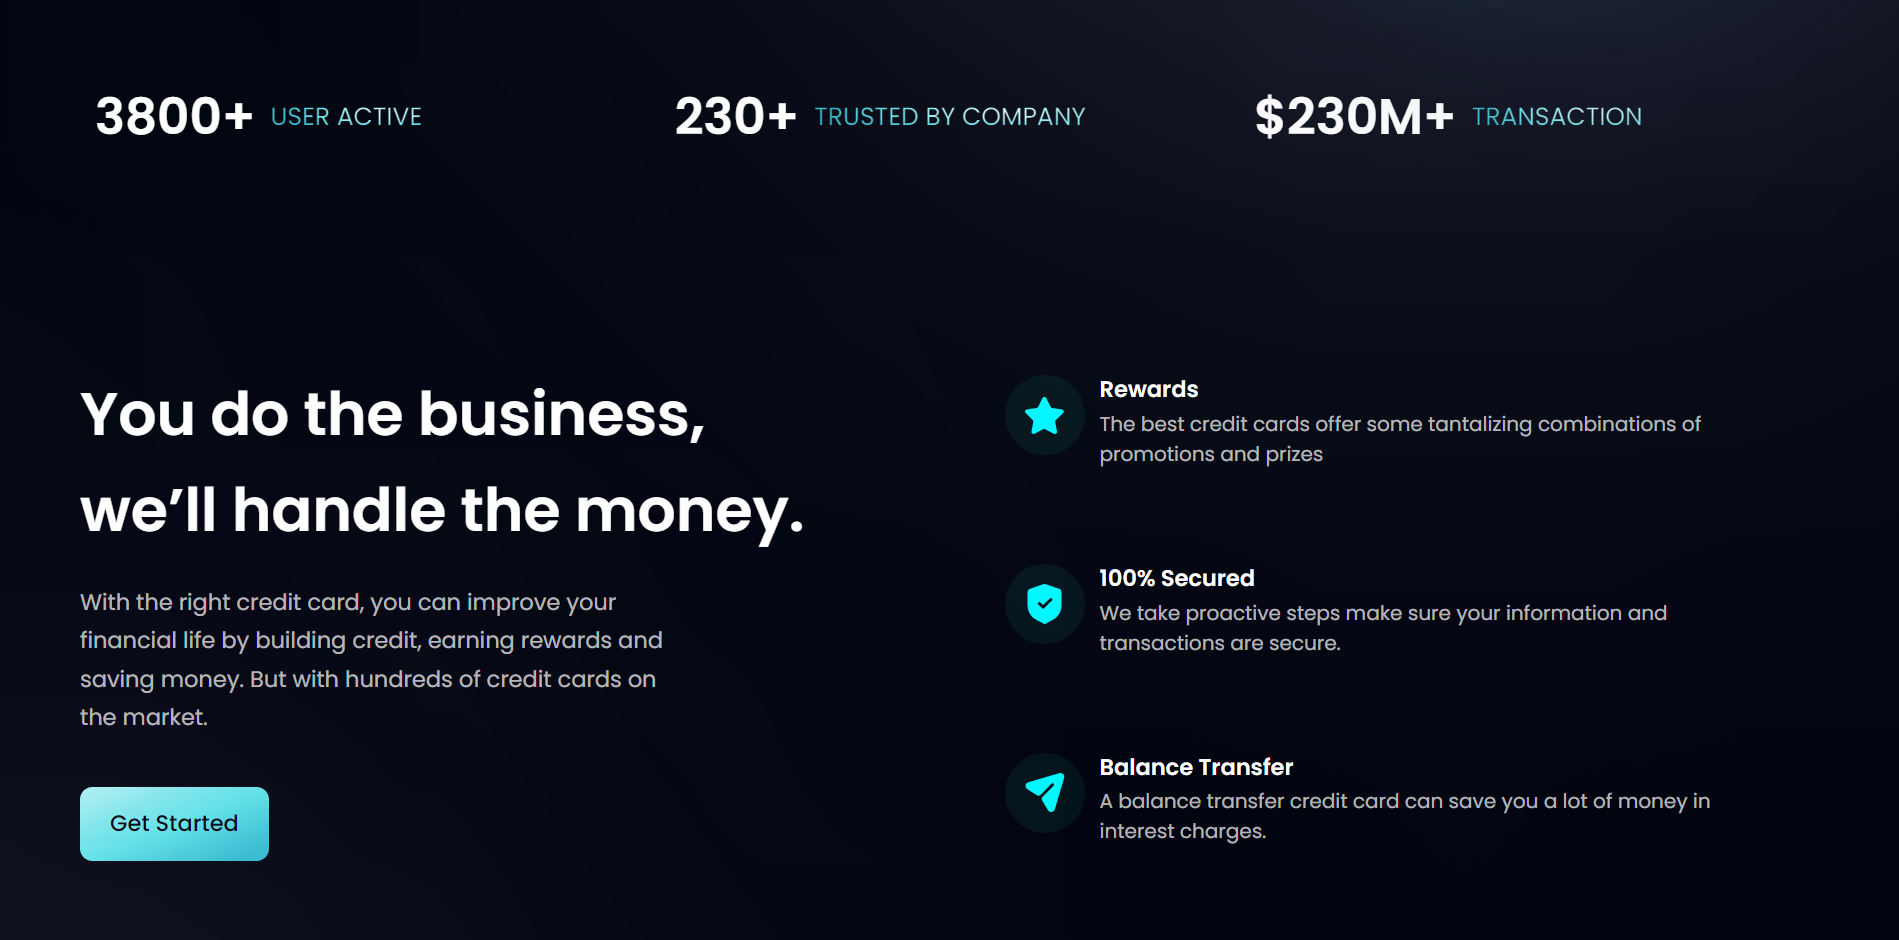 3800+ USER ACTIVE
230+ TRUSTED BY COMPANY
$230M+ TRANSACTION
You do the business,
we’ll handle the money.
With the right credit card, you can improve your
financial life by building credit, earning rewards and
saving money. But with hundreds of credit cards on
the market.
Get Started
Rewards
The best credit cards offer some tantalizing combinations of
promotions and prizes
100% Secured
We take proactive steps make sure your information and
transactions are secure.
Balance Transfer
A balance transfer credit card can save you a lot of money in
interest charges.